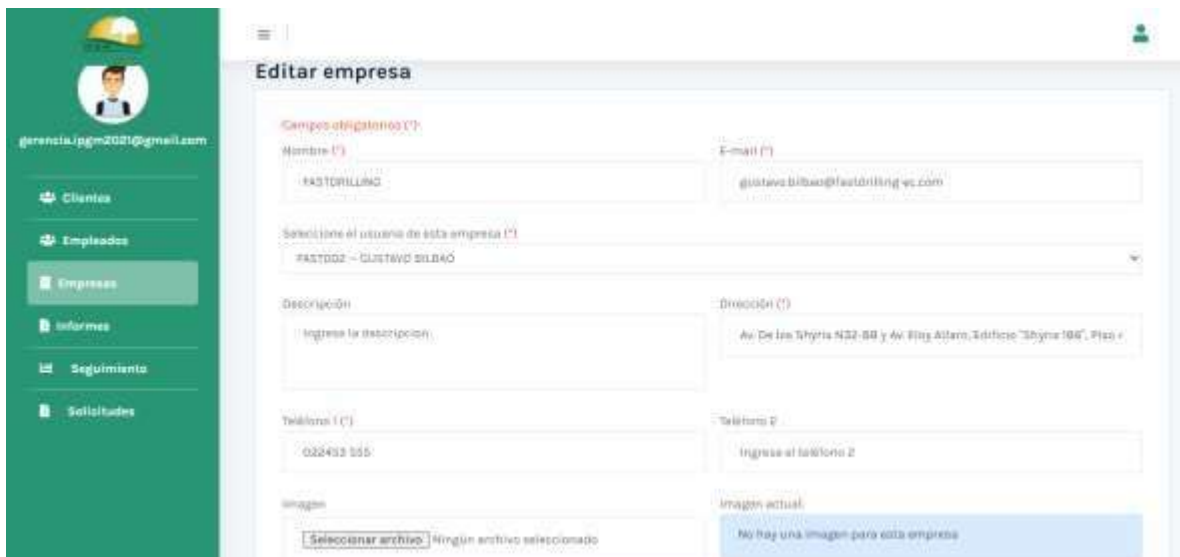 Editar empresa
gerencia.ipgm2021@gmail.com
Clientes
Empleados
Empresas
Informes
Seguimiento
Solicitudes
Campos obligatorios (*)
Nombre (*)
E-mail (*)
FASTDRILLING
gustavo.bilbao@fastdrilling-ec.com
Seleccione el usuario de esta empresa (*)
FAST002 - GUSTAVO BILBAO
Descripción
Dirección (*)
Ingrese la descripcion
Av. De los Shyris N32-88 y Av. Eloy Alfaro, Edificio "Shyris 186", Piso
Teléfono 1 (*)
Teléfono 2
022453 555
Ingrese el teléfono 2
Imagen
Imagen actual:
Seleccionar archivo Ningún archivo seleccionado
No hay una imagen para esta empresa